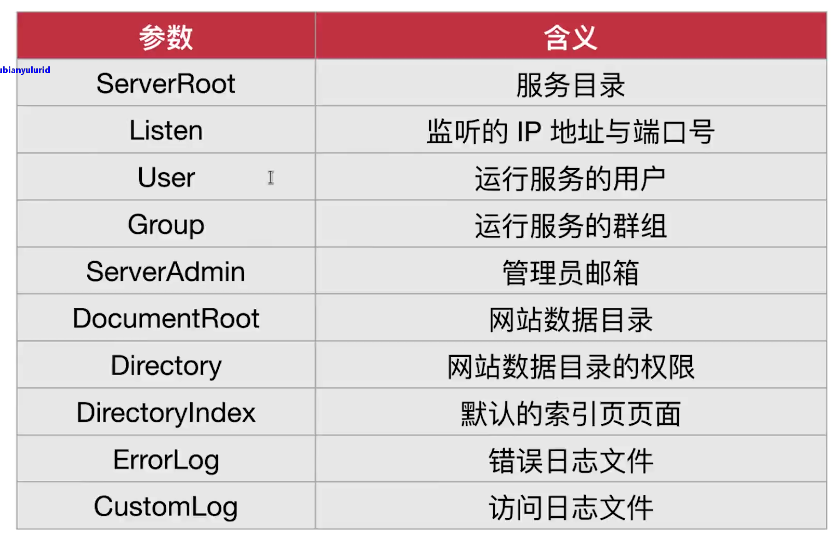 参数 含义
ubianyulurid
ServerRoot 服务目录
Listen 监听的 IP 地址与端口号
User 运行服务的用户
Group 运行服务的群组
ServerAdmin 管理员邮箱
DocumentRoot 网站数据目录
Directory 网站数据目录的权限
DirectoryIndex 默认的索引页页面
ErrorLog 错误日志文件
CustomLog 访问日志文件